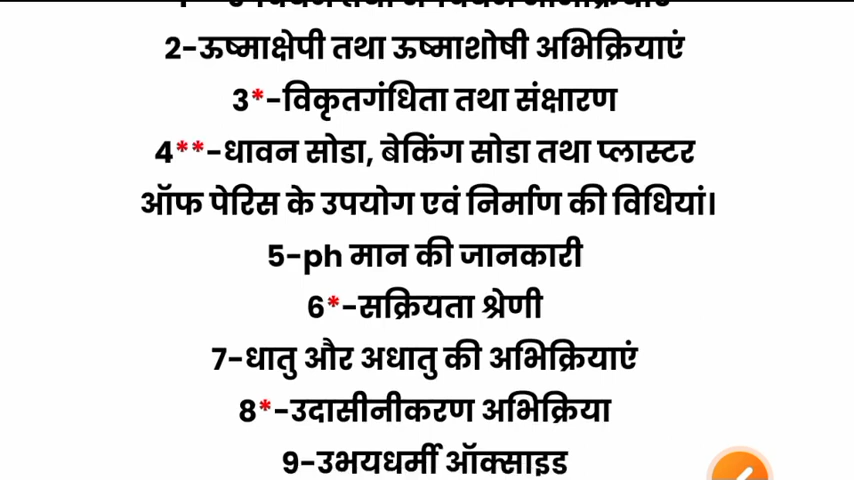 2-ऊष्माक्षेपी तथा ऊष्माशोषी अभिक्रियाएं
3*-विकृतगंधिता तथा संक्षारण
4**-धावन सोडा, बेकिंग सोडा तथा प्लास्टर
ऑफ पेरिस के उपयोग एवं निर्माण की विधियां।
5-ph मान की जानकारी
6*-सक्रियता श्रेणी
7-धातु और अधातु की अभिक्रियाएं
8*-उदासीनीकरण अभिक्रिया
9-उभयधर्मी ऑक्साइड